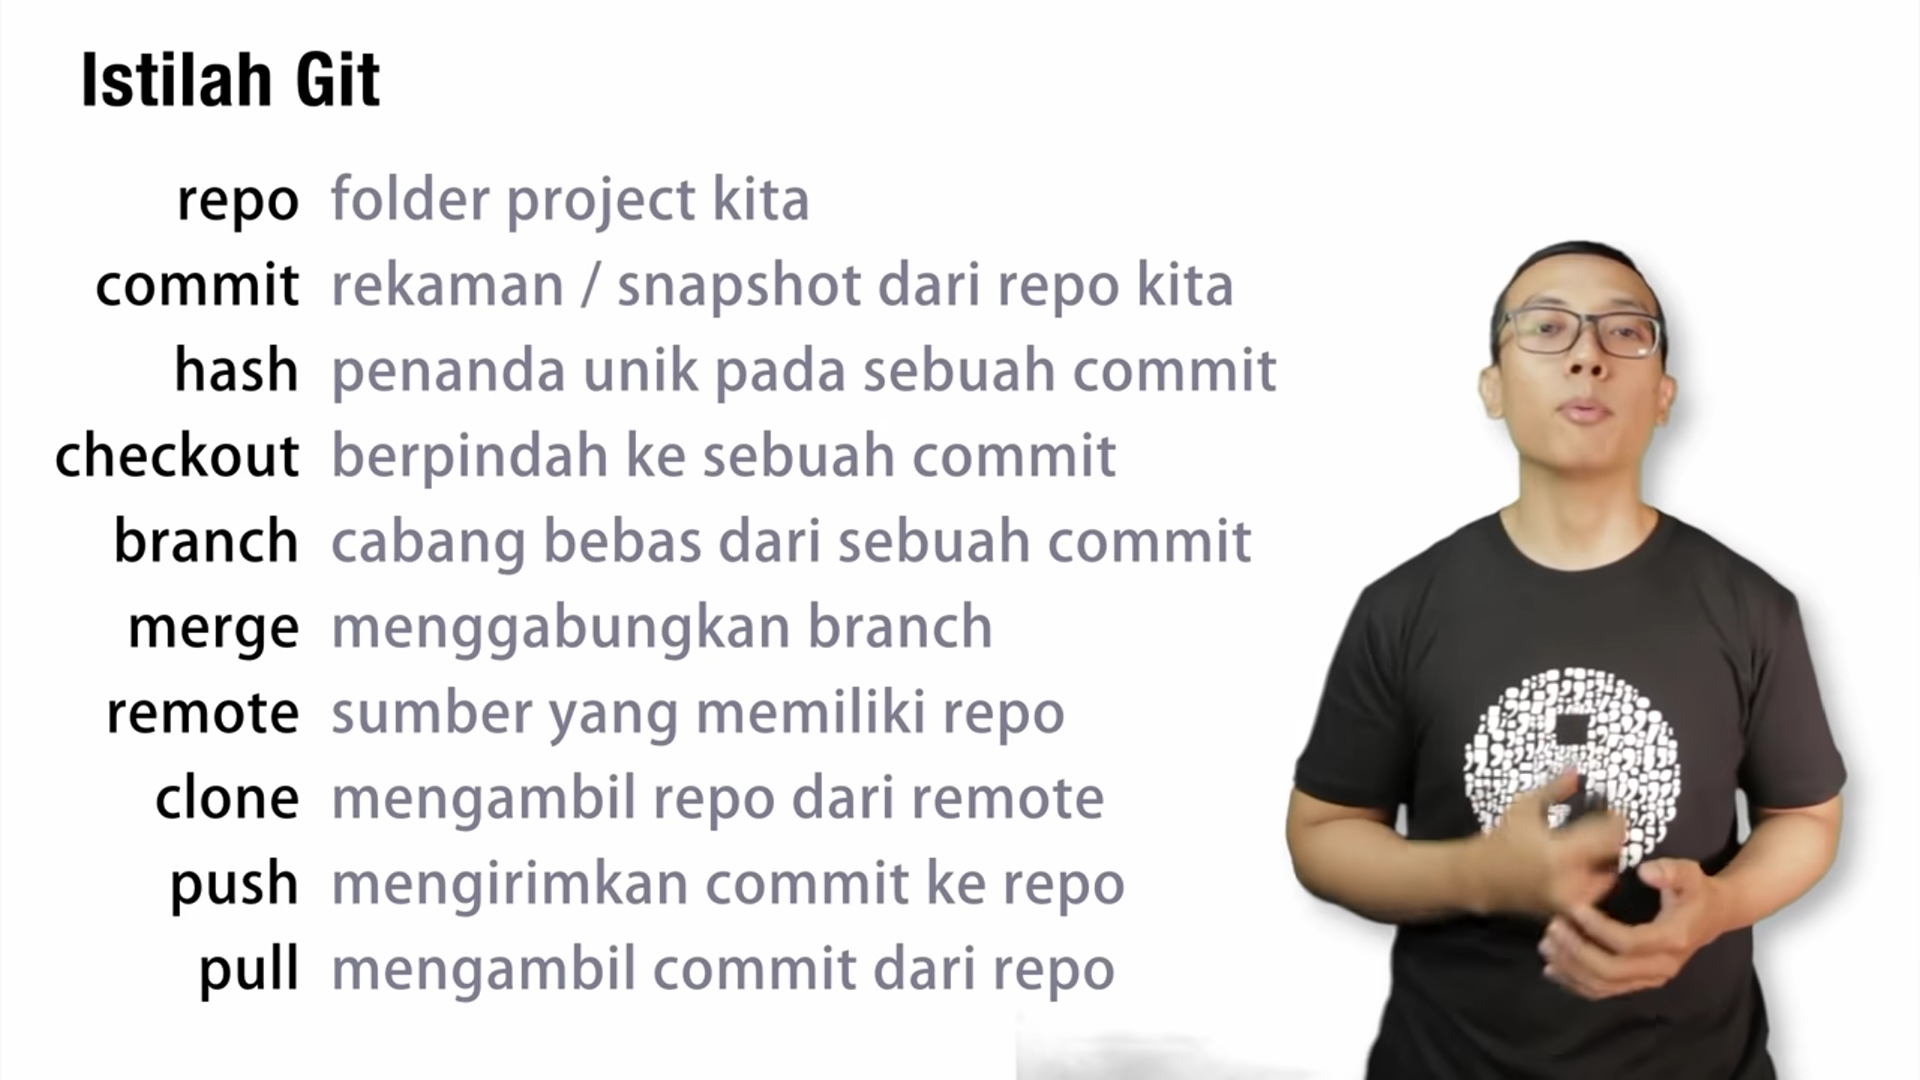 Istilah Git
repo folder project kita
commit rekaman / snapshot dari repo kita
hash penanda unik pada sebuah commit
checkout berpindah ke sebuah commit
branch cabang bebas dari sebuah commit
merge menggabungkan branch
remote sumber yang memiliki repo
clone mengambil repo dari remote
push mengirimkan commit ke repo
pull mengambil commit dari repo